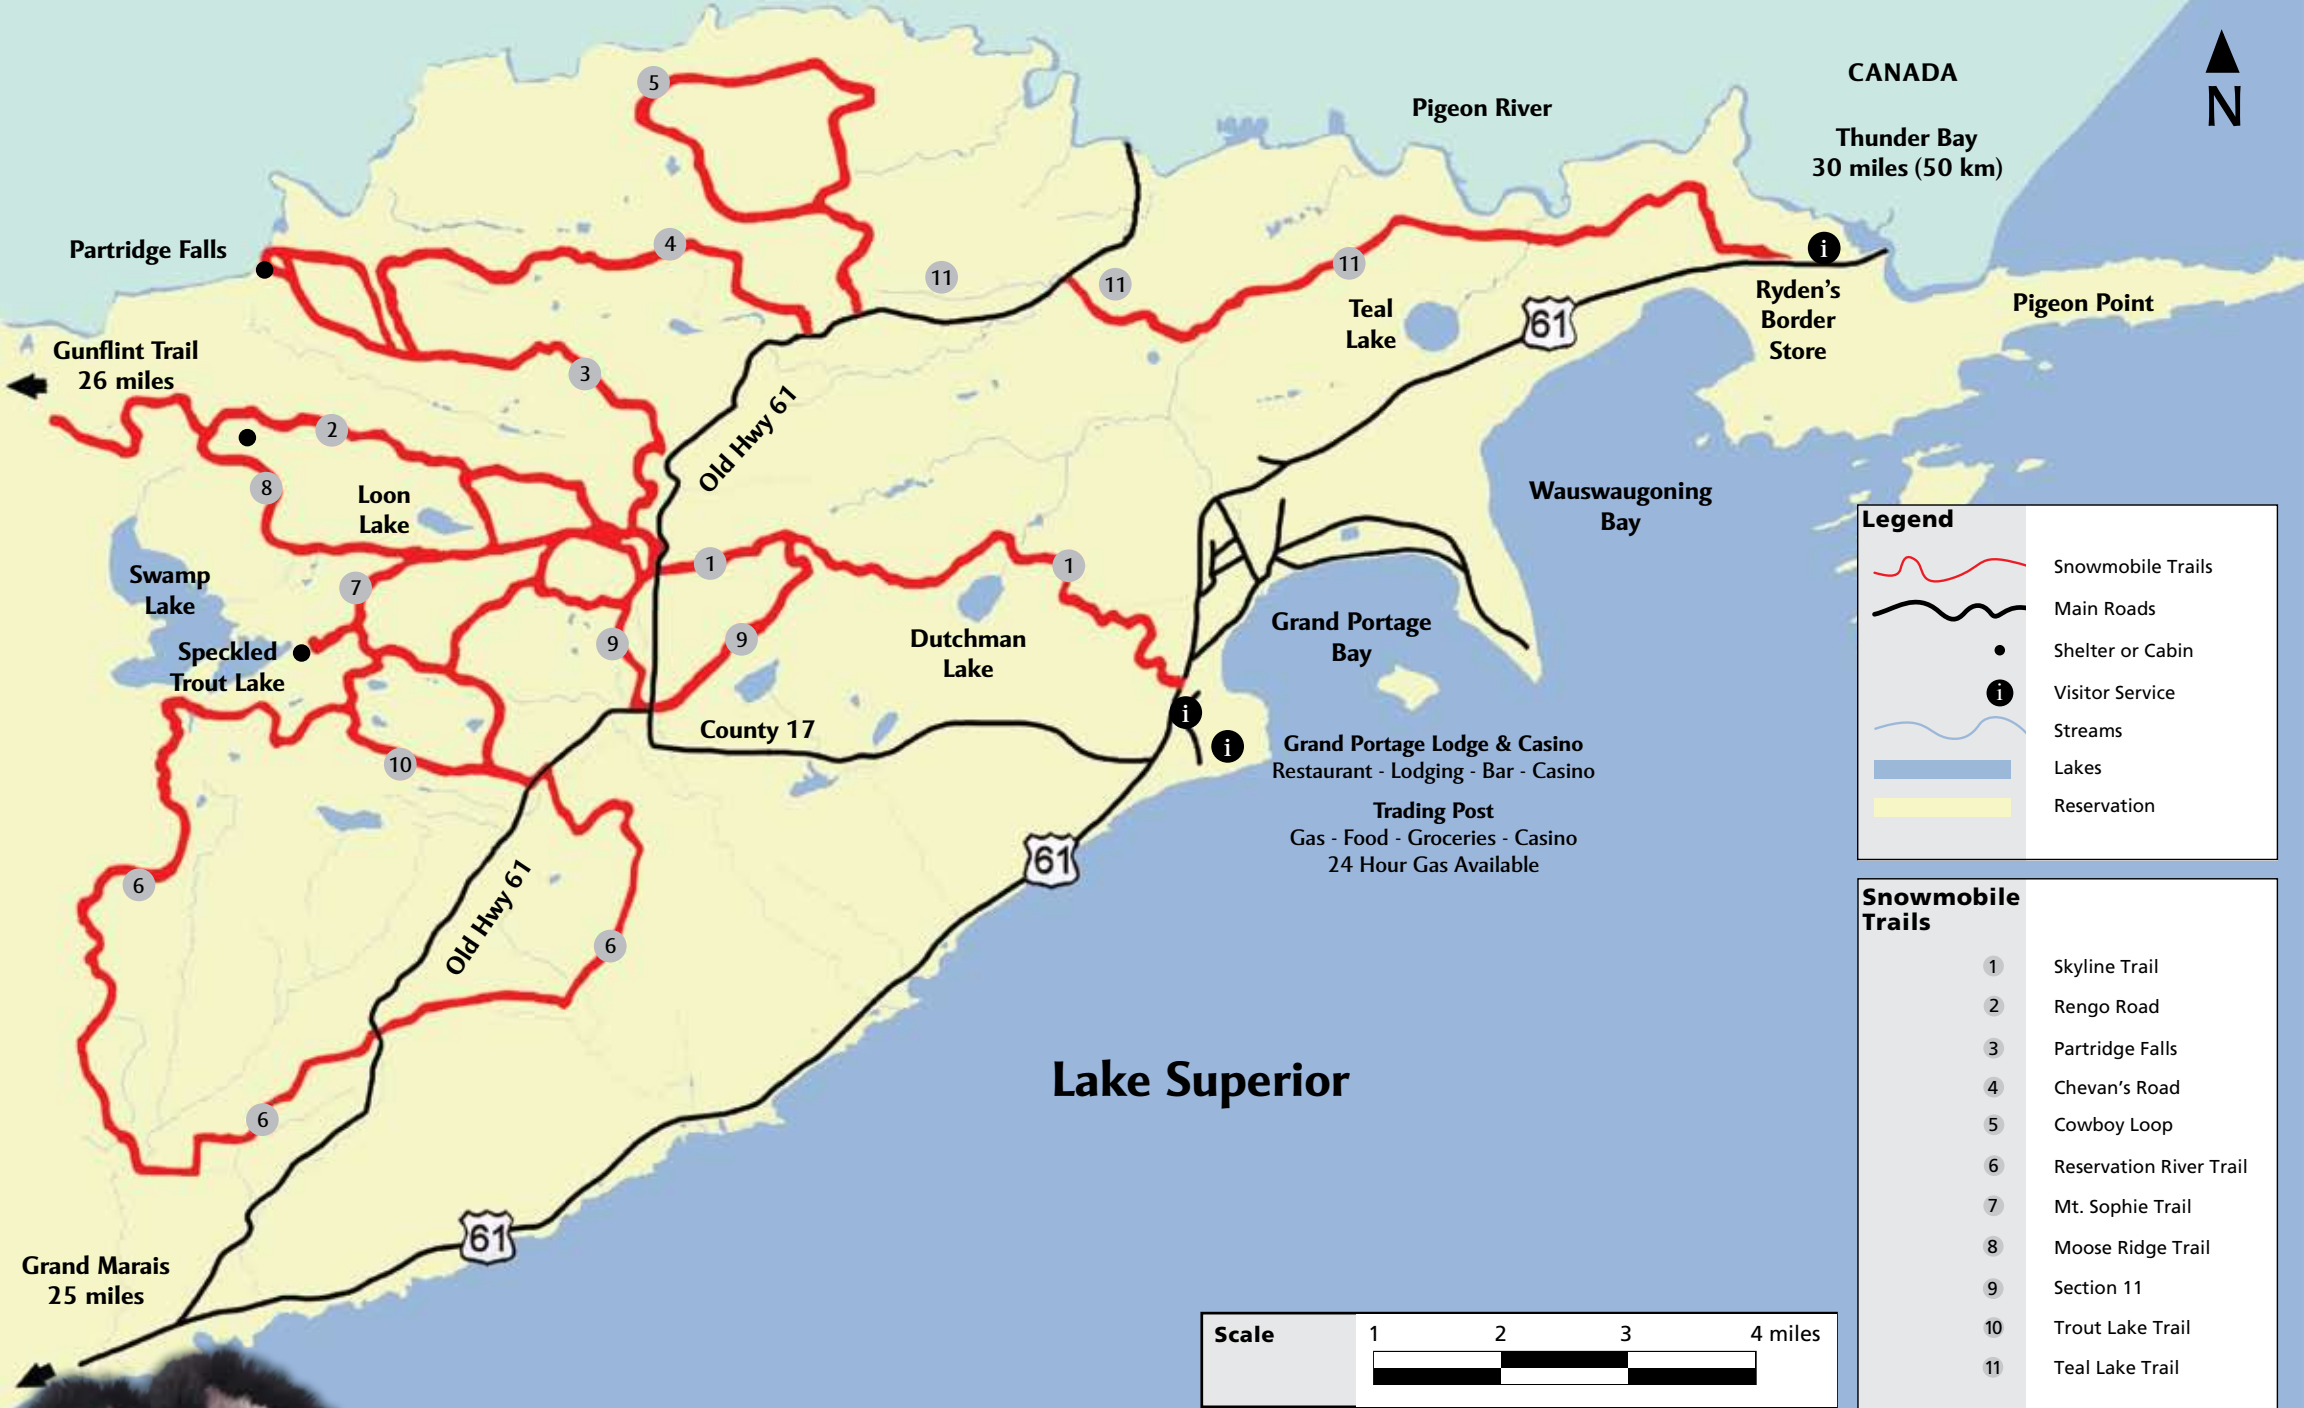 CANADA
Thunder Bay
30 miles (50 km)
N
Pigeon River
5
4
Partridge Falls
11
11
11
i
Ryden's
Border
Store
Pigeon Point
Teal
Lake
61
Gunflint Trail
26 miles
3
2
8
Loon
Lake
Old Hwy 61
Wauswaugoning
Bay
Swamp
Lake
7
1
1
9
9
Speckled
Trout Lake
Dutchman
Lake
Grand Portage
Bay
County 17
i
i
Grand Portage Lodge & Casino
Restaurant - Lodging - Bar - Casino
Trading Post
Gas - Food - Groceries - Casino
24 Hour Gas Available
10
61
6
Old Hwy 61
6
6
Lake Superior
61
Grand Marais
25 miles
Legend
Snowmobile Trails
Main Roads
Shelter or Cabin
i Visitor Service
Streams
Lakes
Reservation
Snowmobile
Trails
1 Skyline Trail
2 Rengo Road
3 Partridge Falls
4 Chevan's Road
5 Cowboy Loop
6 Reservation River Trail
7 Mt. Sophie Trail
8 Moose Ridge Trail
9 Section 11
10 Trout Lake Trail
11 Teal Lake Trail
Scale 1 2 3 4 miles